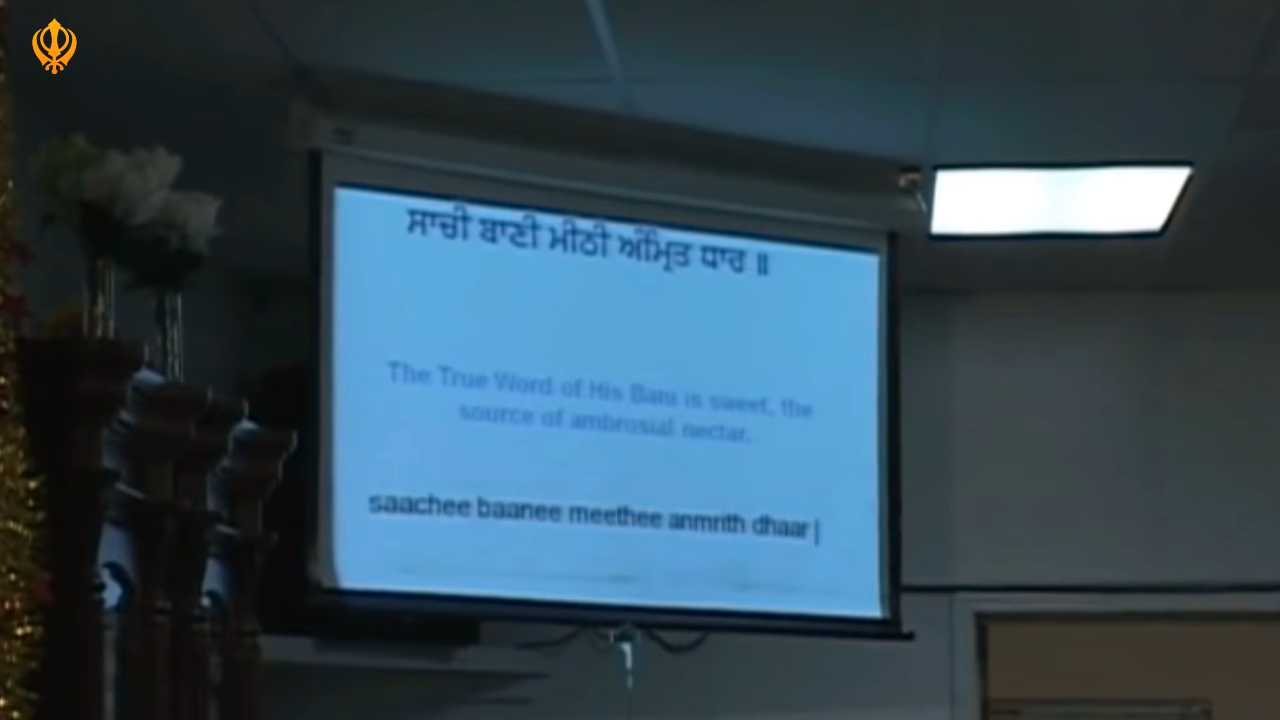 ਸਾਚੀ ਬਾਣੀ ਮੀਠੀ ਅੰਮ੍ਰਿਤ ਧਾਰ ॥
The True Word of His Bani is sweet, the
source of ambrosial nectar.
saachee baanee meethee anmrith dhaar |